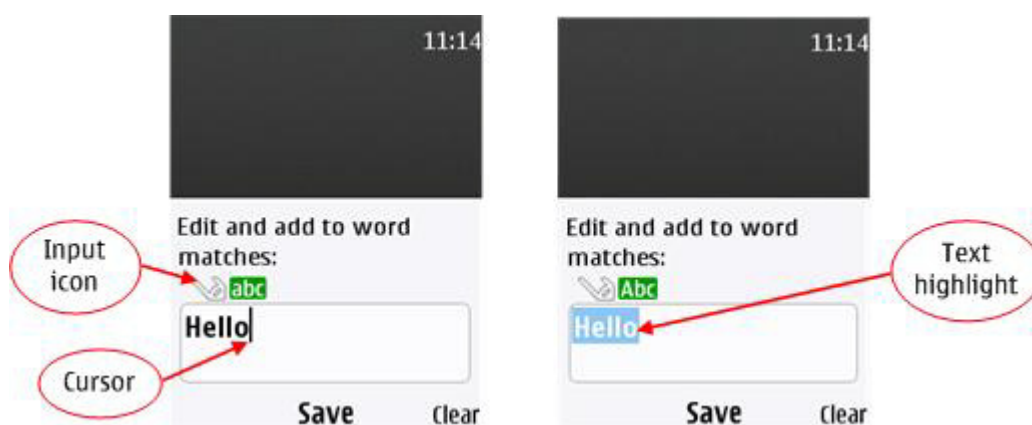 11:14
Edit and add to word
matches:
Input
icon
abc
Hello
Cursor
Save Clear
11:14
Edit and add to word
matches:
Abc
Text
highlight
Hello
Save Clear